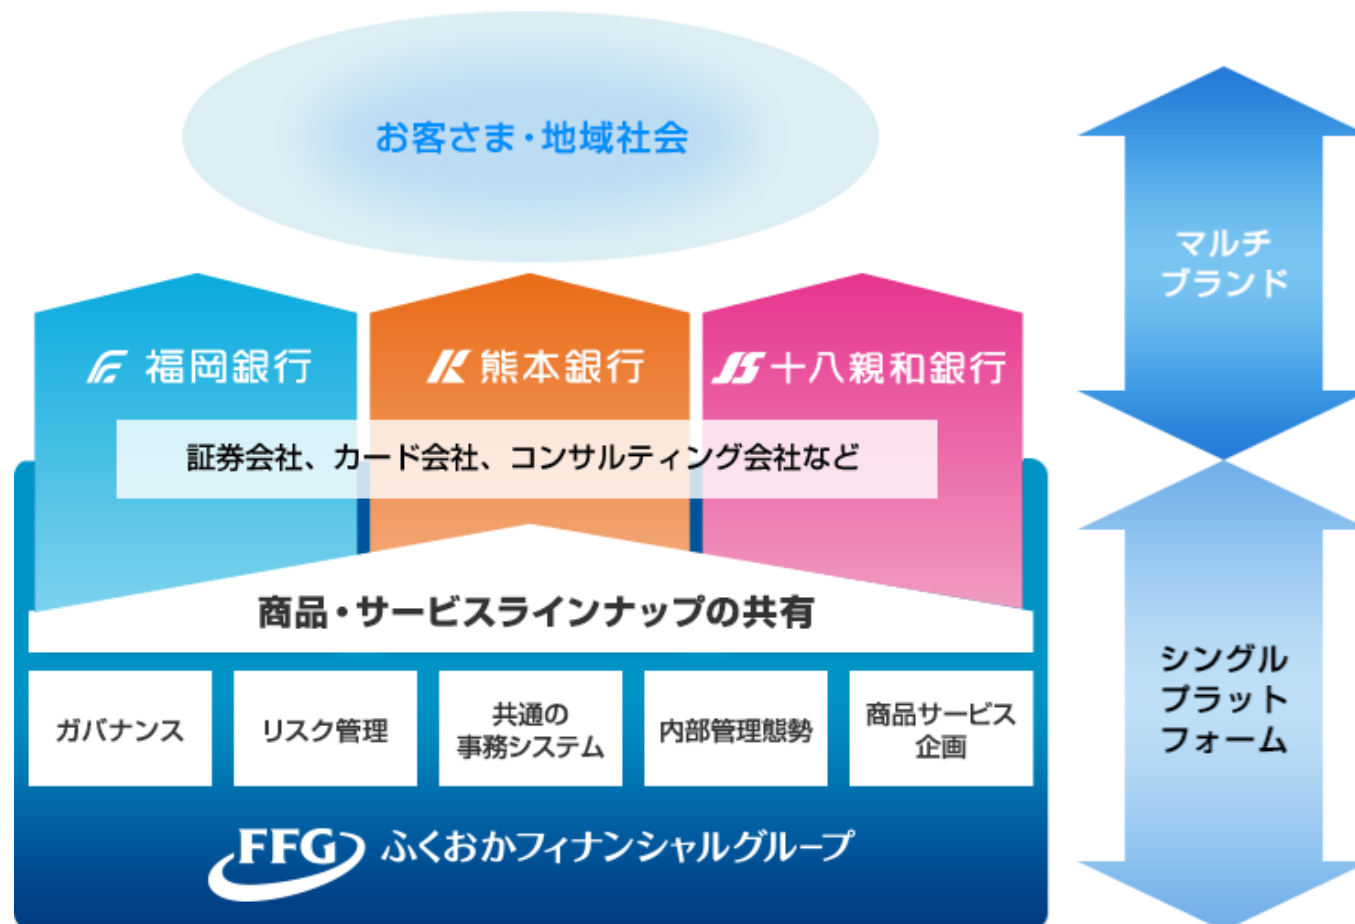 お客さま・地域社会
マルチ
ブランド
福岡銀行
熊本銀行
十八親和銀行
証券会社、カード会社、コンサルティング会社など
商品・サービスラインナップの共有
シングル
プラット
フォーム
ガバナンス
リスク管理
共通の
事務システム
内部管理態勢
商品サービス
企画
FFG ふくおかフィナンシャルグループ